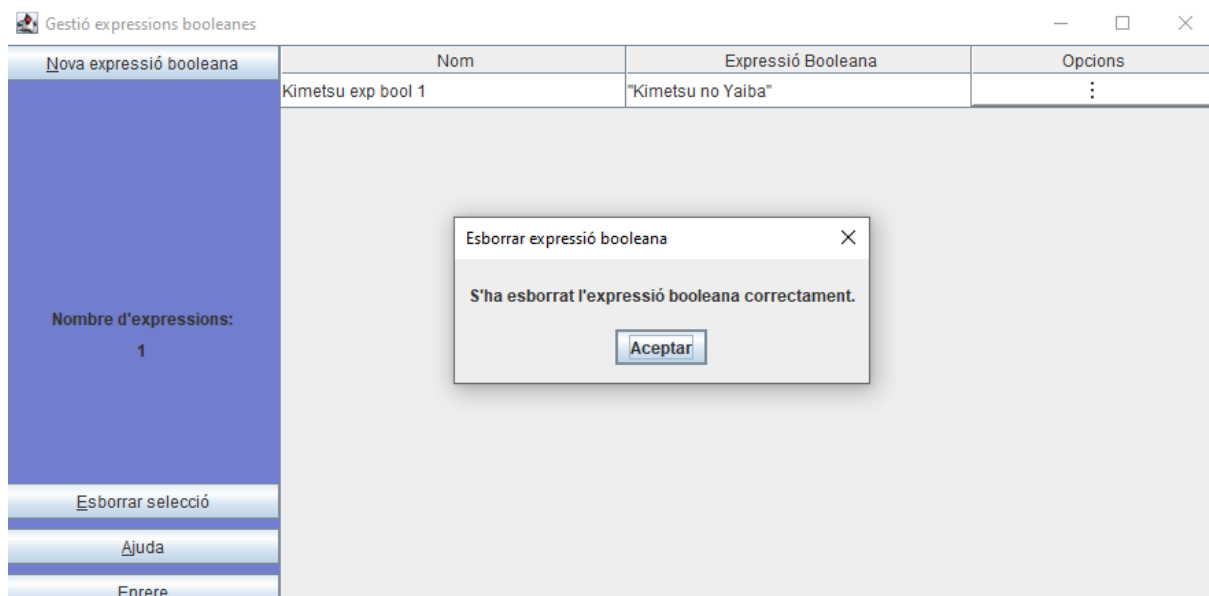 Gestió expressions booleanes
Nova expressió booleana
Nom Expressió Booleana Opcions
Kimetsu exp bool 1 "Kimetsu no Yaiba" ⋮
Esborrar expressió booleana
S'ha esborrat l'expressió booleana correctament.
Aceptar
Nombre d'expressions:
1
Esborrar selecció
Ajuda
Enrere